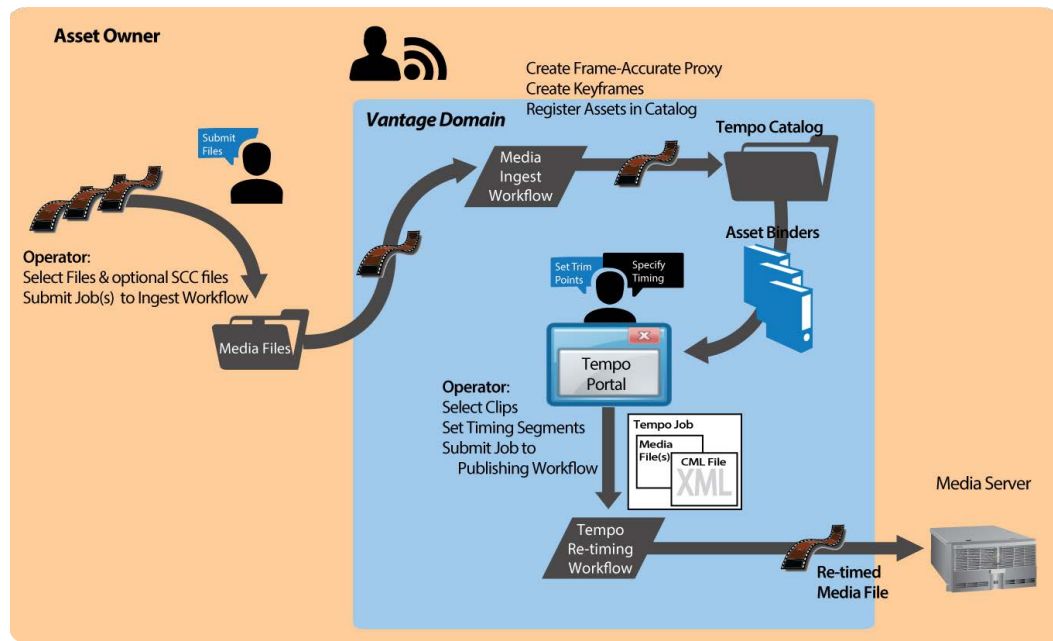 Asset Owner
Create Frame-Accurate Proxy
Create Keyframes
Register Assets in Catalog
Vantage Domain
Tempo Catalog
Submit
Files
Media
Ingest
Workflow
Asset Binders
Operator:
Select Files & optional SCC files
Submit Job(s) to Ingest Workflow
Set Trim
Points
Specify
Timing
Media Files
Tempo
Portal
Operator:
Select Clips
Set Timing Segments
Submit Job to
Publishing Workflow
Tempo Job
Media
File(s)
CML File
XML
Media Server
Tempo
Re-timing
Workflow
Re-timed
Media File